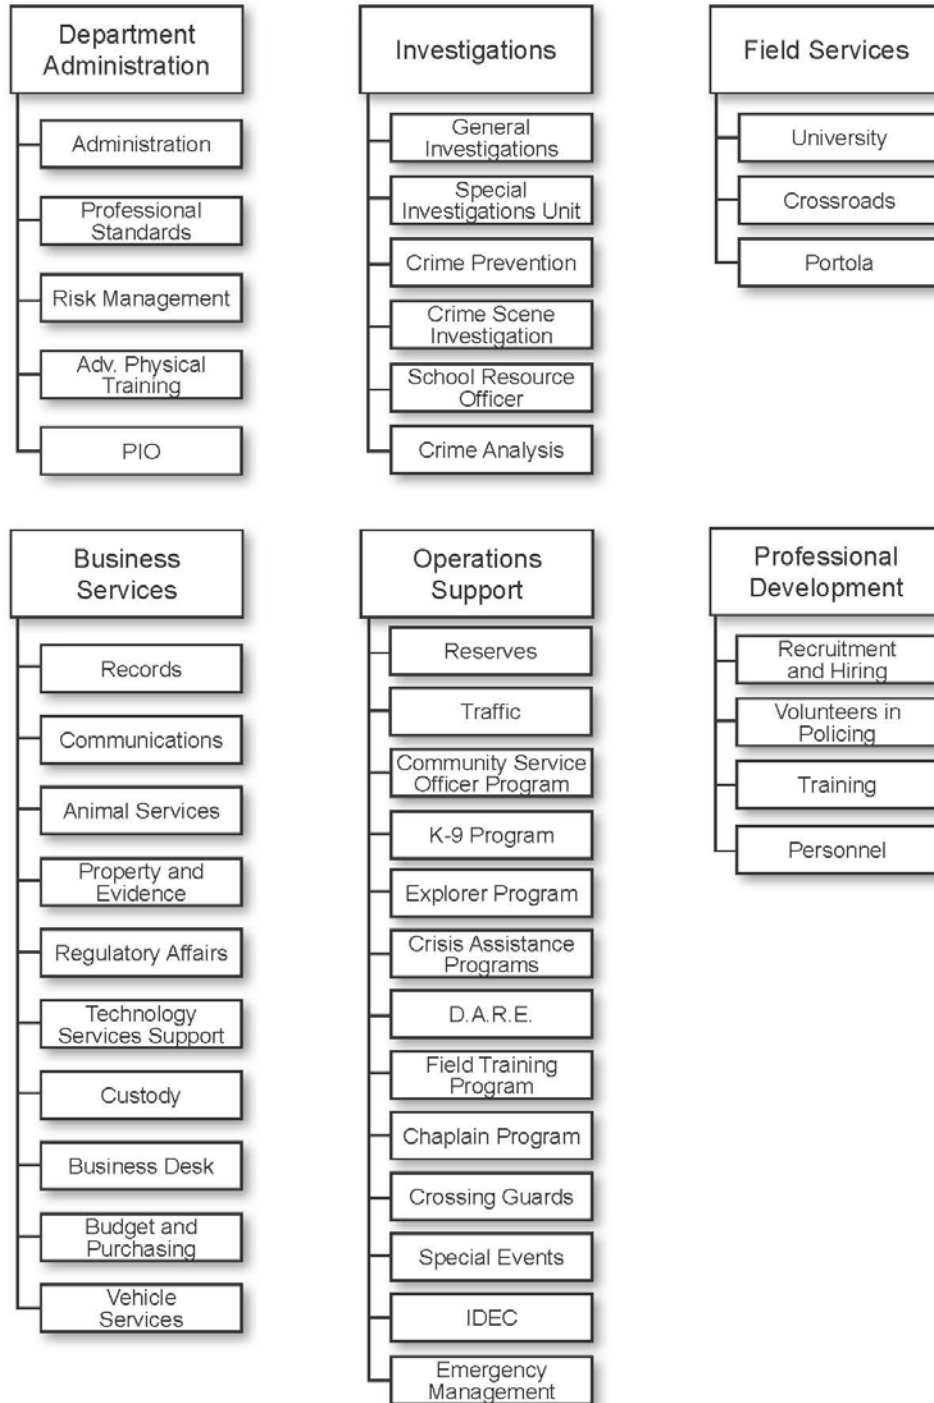 Department
Administration
Administration
Professional
Standards
Risk Management
Adv. Physical
Training
PIO
Investigations
General
Investigations
Special
Investigations Unit
Crime Prevention
Crime Scene
Investigation
School Resource
Officer
Crime Analysis
Field Services
University
Crossroads
Portola
Business
Services
Records
Communications
Animal Services
Property and
Evidence
Regulatory Affairs
Technology
Services Support
Custody
Business Desk
Budget and
Purchasing
Vehicle
Services
Operations
Support
Reserves
Traffic
Community Service
Officer Program
K-9 Program
Explorer Program
Crisis Assistance
Programs
D.A.R.E.
Field Training
Program
Chaplain Program
Crossing Guards
Special Events
IDEC
Emergency
Management
Professional
Development
Recruitment
and Hiring
Volunteers in
Policing
Training
Personnel